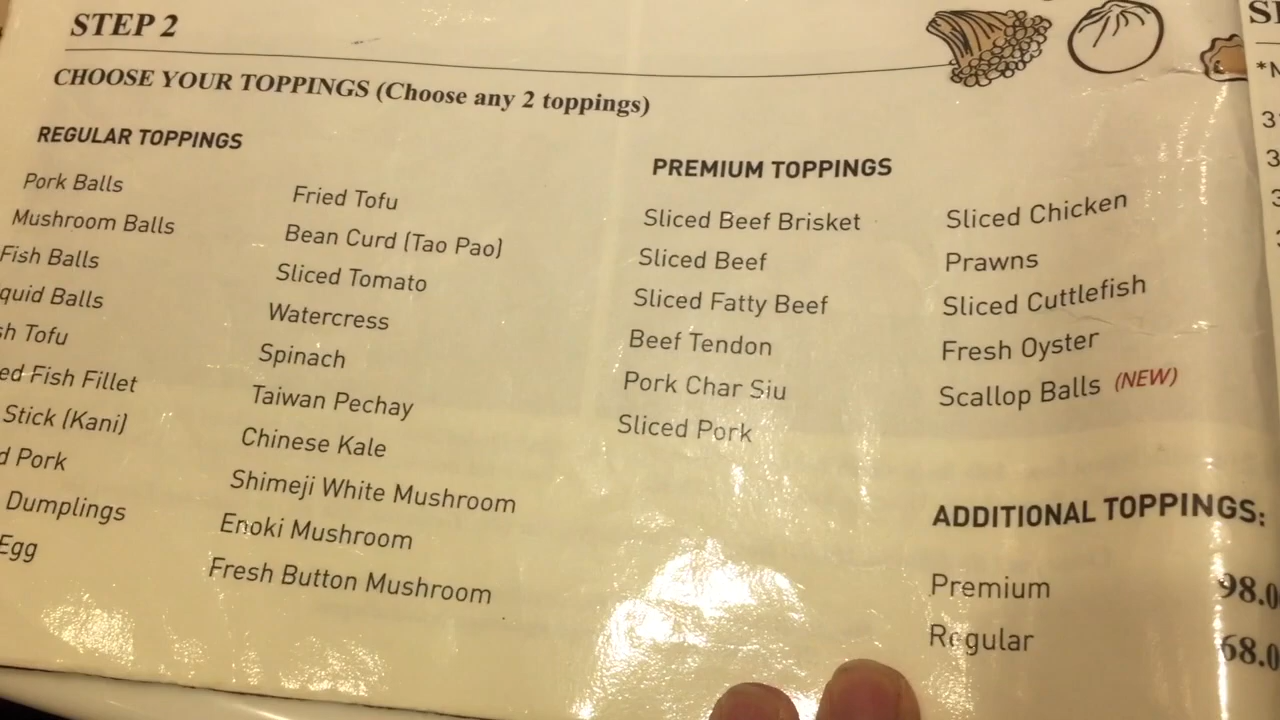 STEP 2
CHOOSE YOUR TOPPINGS (Choose any 2 toppings)
REGULAR TOPPINGS
Pork Balls
Mushroom Balls
Fish Balls
Balls
Tofu
Fish Fillet
Stick (Kani)
Pork
Dumplings
Egg
Fried Tofu
Bean Curd (Tao Pao)
Sliced Tomato
Watercress
Spinach
Taiwan Pechay
Chinese Kale
Shimeji White Mushroom
Enoki Mushroom
Fresh Button Mushroom
PREMIUM TOPPINGS
Sliced Beef Brisket
Sliced Beef
Sliced Fatty Beef
Beef Tendon
Pork Char Siu
Sliced Pork
Sliced Chicken
Prawns
Sliced Cuttlefish
Fresh Oyster
Scallop Balls (NEW)
ADDITIONAL TOPPINGS:
Premium 98.0
Regular 68.0